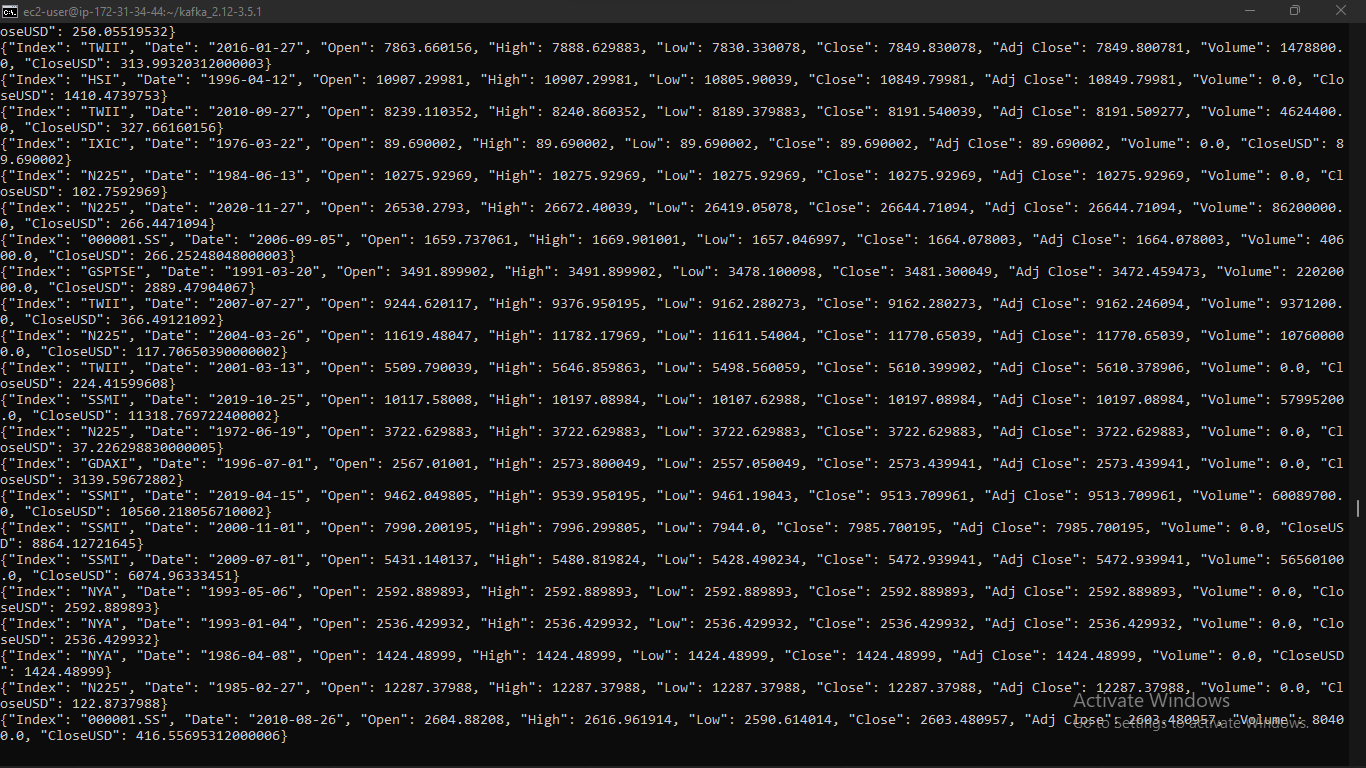 ec2-user@ip-172-31-34-44:~/kafka_2.12-3.5.1
oseUSD": 250.05519532}
{"Index": "TWII", "Date": "2016-01-27", "Open": 7863.660156, "High": 7888.629883, "Low": 7830.330078, "Close": 7849.830078, "Adj Close": 7849.800781, "Volume": 1478800.
0, "CloseUSD": 313.99320312000003}
{"Index": "HSI", "Date": "1996-04-12", "Open": 10907.29981, "High": 10907.29981, "Low": 10805.90039, "Close": 10849.79981, "Adj Close": 10849.79981, "Volume": 0.0, "Clo
seUSD": 1410.4739753}
{"Index": "TWII", "Date": "2010-09-27", "Open": 8239.110352, "High": 8240.860352, "Low": 8189.379883, "Close": 8191.540039, "Adj Close": 8191.509277, "Volume": 4624400.
0, "CloseUSD": 327.66160156}
{"Index": "IXIC", "Date": "1976-03-22", "Open": 89.690002, "High": 89.690002, "Low": 89.690002, "Close": 89.690002, "Adj Close": 89.690002, "Volume": 0.0, "CloseUSD": 8
9.690002}
{"Index": "N225", "Date": "1984-06-13", "Open": 10275.92969, "High": 10275.92969, "Low": 10275.92969, "Close": 10275.92969, "Adj Close": 10275.92969, "Volume": 0.0, "Cl
oseUSD": 102.7592969}
{"Index": "N225", "Date": "2020-11-27", "Open": 26530.2793, "High": 26672.40039, "Low": 26419.05078, "Close": 26644.71094, "Adj Close": 26644.71094, "Volume": 86200000.
0, "CloseUSD": 266.4471094}
{"Index": "000001.SS", "Date": "2006-09-05", "Open": 1659.737061, "High": 1669.901001, "Low": 1657.046997, "Close": 1664.078003, "Adj Close": 1664.078003, "Volume": 406
00.0, "CloseUSD": 266.25248048000003}
{"Index": "GSPTSE", "Date": "1991-03-20", "Open": 3491.899902, "High": 3491.899902, "Low": 3478.100098, "Close": 3481.300049, "Adj Close": 3472.459473, "Volume": 220200
00.0, "CloseUSD": 2889.47904067}
{"Index": "TWII", "Date": "2007-07-27", "Open": 9244.620117, "High": 9376.950195, "Low": 9162.280273, "Close": 9162.280273, "Adj Close": 9162.246094, "Volume": 9371200.
0, "CloseUSD": 366.49121092}
{"Index": "N225", "Date": "2004-03-26", "Open": 11619.48047, "High": 11782.17969, "Low": 11611.54004, "Close": 11770.65039, "Adj Close": 11770.65039, "Volume": 10760000
0.0, "CloseUSD": 117.70650390000002}
{"Index": "TWII", "Date": "2001-03-13", "Open": 5509.790039, "High": 5646.859863, "Low": 5498.560059, "Close": 5610.399902, "Adj Close": 5610.378906, "Volume": 0.0, "Cl
oseUSD": 224.41599608}
{"Index": "SSMI", "Date": "2019-10-25", "Open": 10117.58008, "High": 10197.08984, "Low": 10107.62988, "Close": 10197.08984, "Adj Close": 10197.08984, "Volume": 57995200
.0, "CloseUSD": 11318.769722400002}
{"Index": "N225", "Date": "1972-06-19", "Open": 3722.629883, "High": 3722.629883, "Low": 3722.629883, "Close": 3722.629883, "Adj Close": 3722.629883, "Volume": 0.0, "Cl
oseUSD": 37.226298830000005}
{"Index": "GDAXI", "Date": "1996-07-01", "Open": 2567.01001, "High": 2573.800049, "Low": 2557.050049, "Close": 2573.439941, "Adj Close": 2573.439941, "Volume": 0.0, "Cl
oseUSD": 3139.59672802}
{"Index": "SSMI", "Date": "2019-04-15", "Open": 9462.049805, "High": 9539.950195, "Low": 9461.19043, "Close": 9513.709961, "Adj Close": 9513.709961, "Volume": 60089700.
0, "CloseUSD": 10560.218056710002}
{"Index": "SSMI", "Date": "2000-11-01", "Open": 7990.200195, "High": 7996.299805, "Low": 7944.0, "Close": 7985.700195, "Adj Close": 7985.700195, "Volume": 0.0, "CloseUS
D": 8864.12721645}
{"Index": "SSMI", "Date": "2009-07-01", "Open": 5431.140137, "High": 5480.819824, "Low": 5428.490234, "Close": 5472.939941, "Adj Close": 5472.939941, "Volume": 56560100
.0, "CloseUSD": 6074.96333451}
{"Index": "NYA", "Date": "1993-05-06", "Open": 2592.889893, "High": 2592.889893, "Low": 2592.889893, "Close": 2592.889893, "Adj Close": 2592.889893, "Volume": 0.0, "Clo
seUSD": 2592.889893}
{"Index": "NYA", "Date": "1993-01-04", "Open": 2536.429932, "High": 2536.429932, "Low": 2536.429932, "Close": 2536.429932, "Adj Close": 2536.429932, "Volume": 0.0, "Clo
seUSD": 2536.429932}
{"Index": "NYA", "Date": "1986-04-08", "Open": 1424.48999, "High": 1424.48999, "Low": 1424.48999, "Close": 1424.48999, "Adj Close": 1424.48999, "Volume": 0.0, "CloseUSD
": 1424.48999}
{"Index": "N225", "Date": "1985-02-27", "Open": 12287.37988, "High": 12287.37988, "Low": 12287.37988, "Close": 12287.37988, "Adj Close": 12287.37988, "Volume": 0.0, "Cl
oseUSD": 122.8737988}
{"Index": "000001.SS", "Date": "2010-08-26", "Open": 2604.88208, "High": 2616.961914, "Low": 2590.614014, "Close": 2603.480957, "Adj Close": 2603.480957, "Volume": 8040
0.0, "CloseUSD": 416.55695312000006}
Activate Windows
Go to Settings to activate Windows.